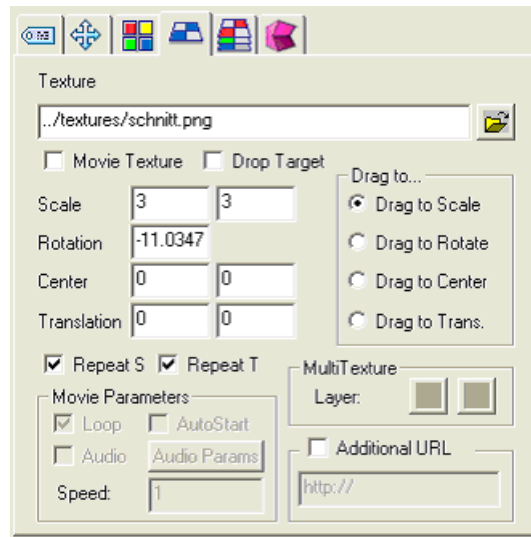 Texture
../textures/schnitt.png
Movie Texture Drop Target
Drag to...
Scale 3 3 Drag to Scale
Rotation -11.0347 Drag to Rotate
Center 0 0 Drag to Center
Translation 0 0 Drag to Trans.
Repeat S Repeat T
MultiTexture
Movie Parameters Layer:
Loop AutoStart
Audio Audio Params Additional URL
Speed: 1 http://